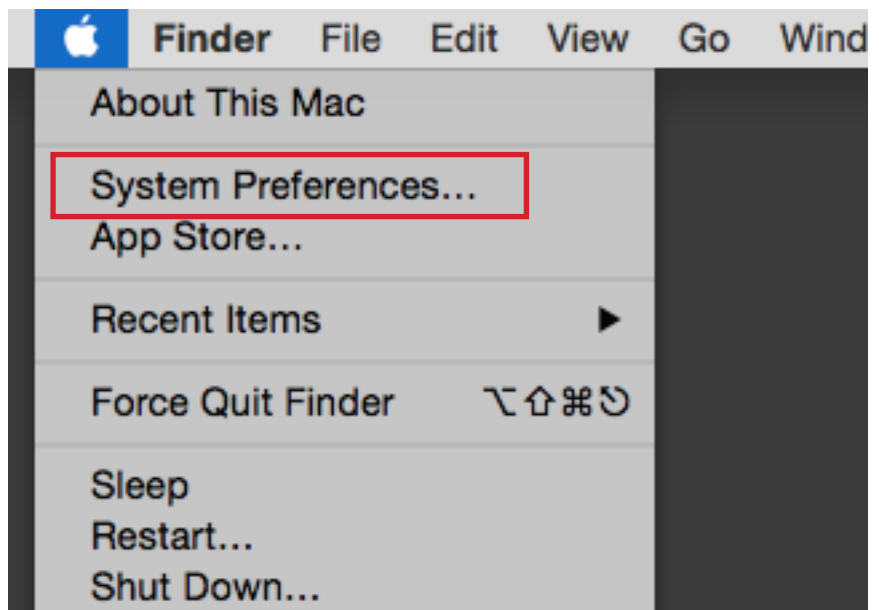 Finder File Edit View Go Wind
About This Mac
System Preferences...
App Store...
Recent Items
Force Quit Finder ⌥⇧⌘⎋
Sleep
Restart...
Shut Down...